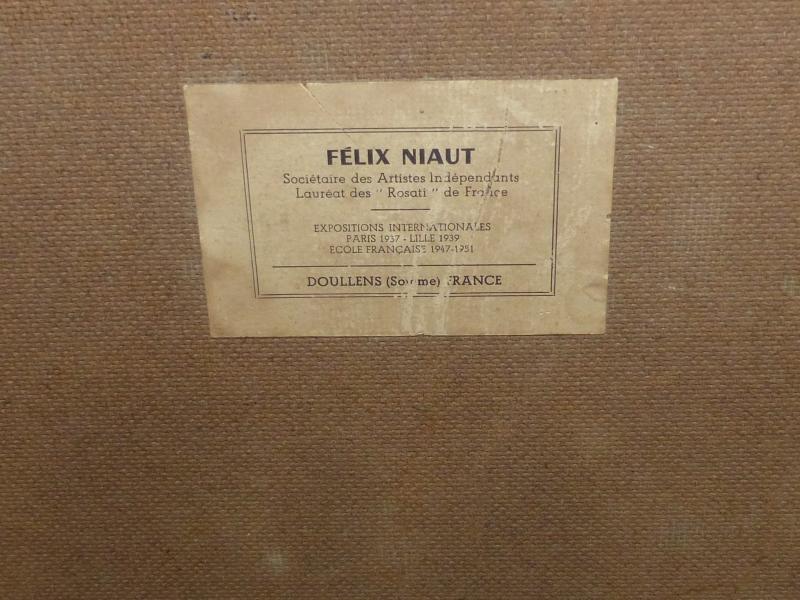 FÉLIX NIAUT
Sociétaire des Artistes Indépendants
Lauréat des "Rosati" de France
EXPOSITIONS INTERNATIONALES
PARIS 1937 - LILLE 1939
ECOLE FRANÇAISE 1947-1951
DOULLENS (Somme) FRANCE